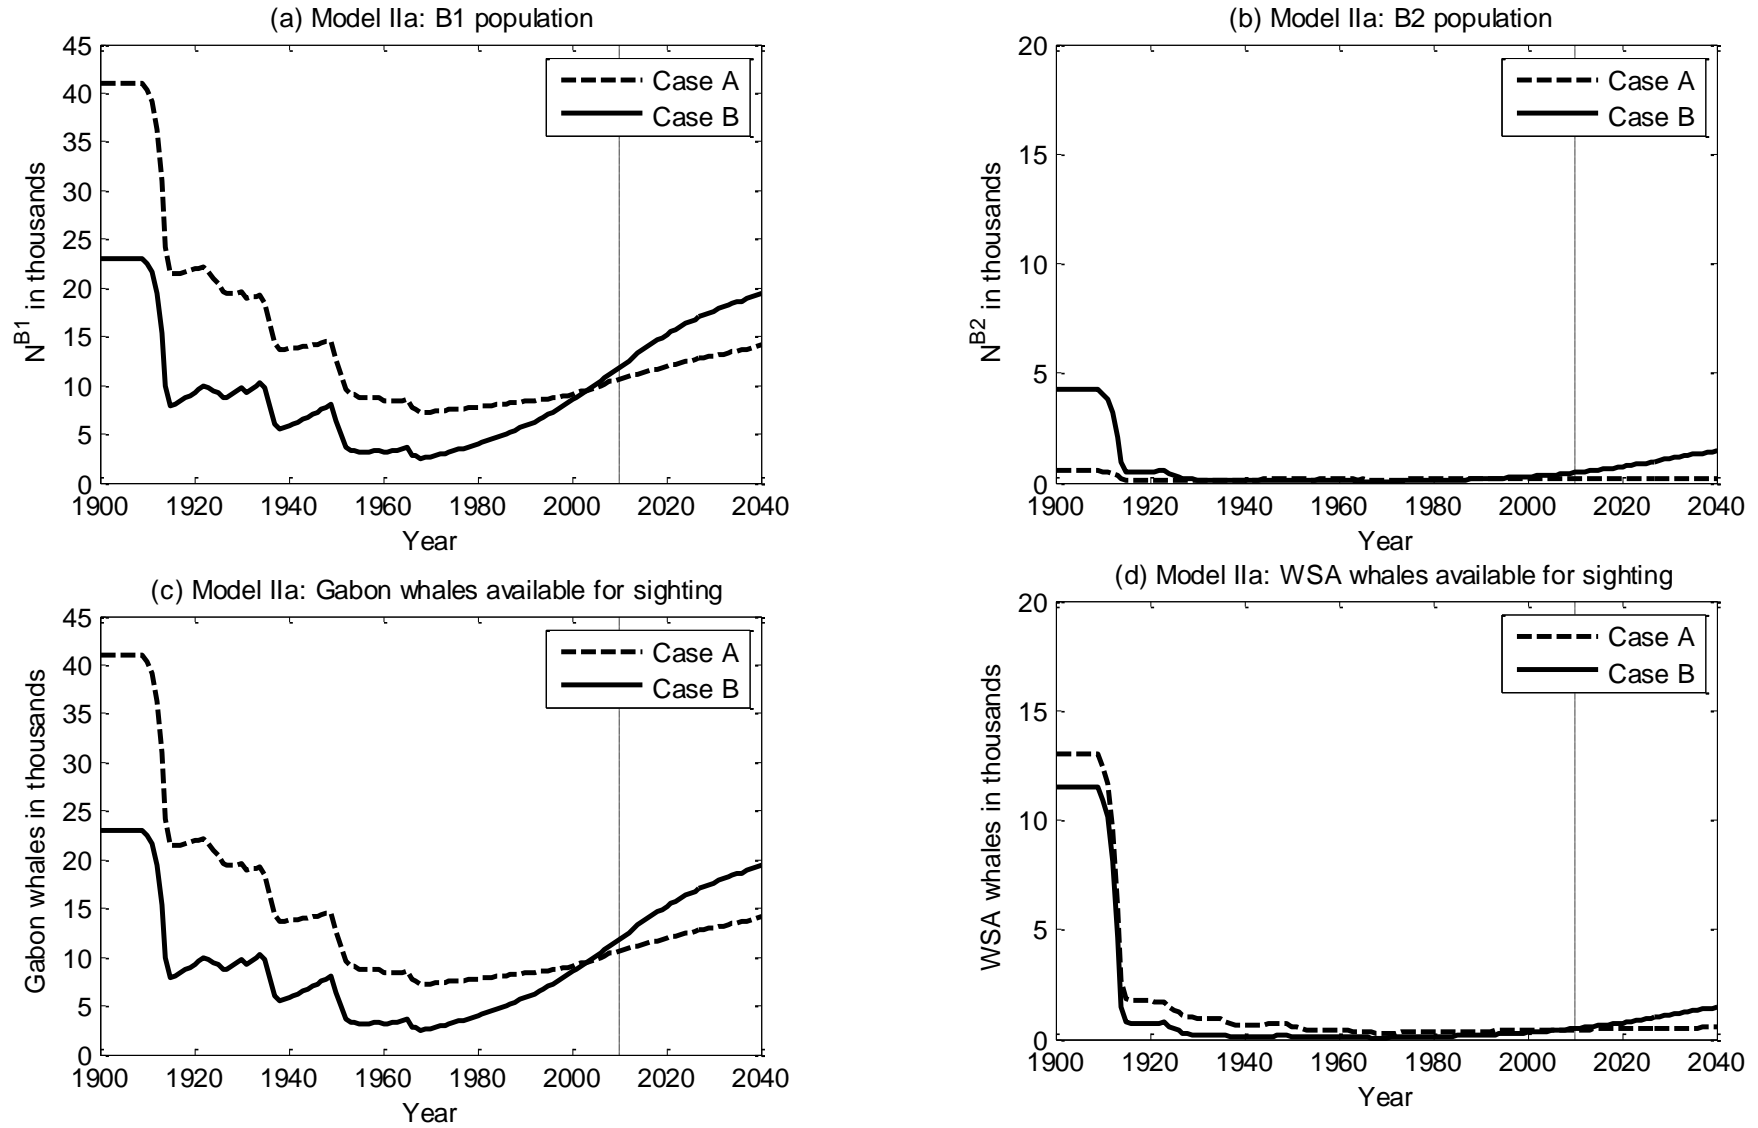 (a) Model IIa: B1 population
45
40
35
30
25
20
15
10
5
0
N^B1 in thousands
Case A
Case B
1900 1920 1940 1960 1980 2000 2020 2040
Year
(b) Model IIa: B2 population
20
15
10
5
0
N^B2 in thousands
Case A
Case B
1900 1920 1940 1960 1980 2000 2020 2040
Year
(c) Model IIa: Gabon whales available for sighting
45
40
35
30
25
20
15
10
5
0
Gabon whales in thousands
Case A
Case B
1900 1920 1940 1960 1980 2000 2020 2040
Year
(d) Model IIa: WSA whales available for sighting
20
15
10
5
0
WSA whales in thousands
Case A
Case B
1900 1920 1940 1960 1980 2000 2020 2040
Year